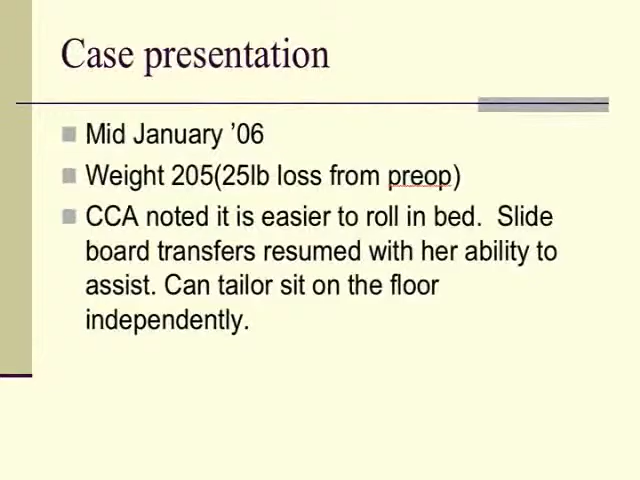 Case presentation
Mid January ’06
Weight 205(25lb loss from preop)
CCA noted it is easier to roll in bed.  Slide
board transfers resumed with her ability to
assist. Can tailor sit on the floor
independently.